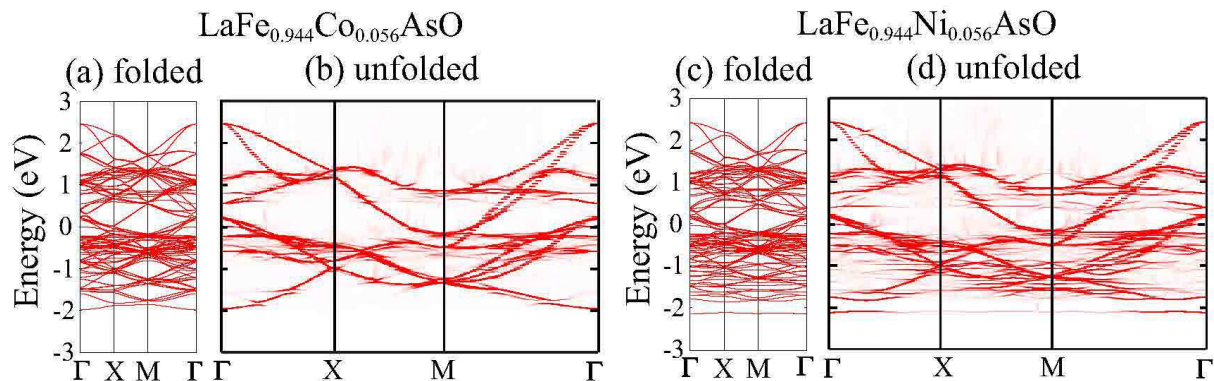 LaFe0.944Co0.056AsO
LaFe0.944Ni0.056AsO
(a) folded
(b) unfolded
(c) folded
(d) unfolded
Energy (eV)
3
2
1
0
-1
-2
-3
Γ X M Γ
Γ X M Γ
Energy (eV)
3
2
1
0
-1
-2
-3
Γ X M Γ
Γ X M Γ